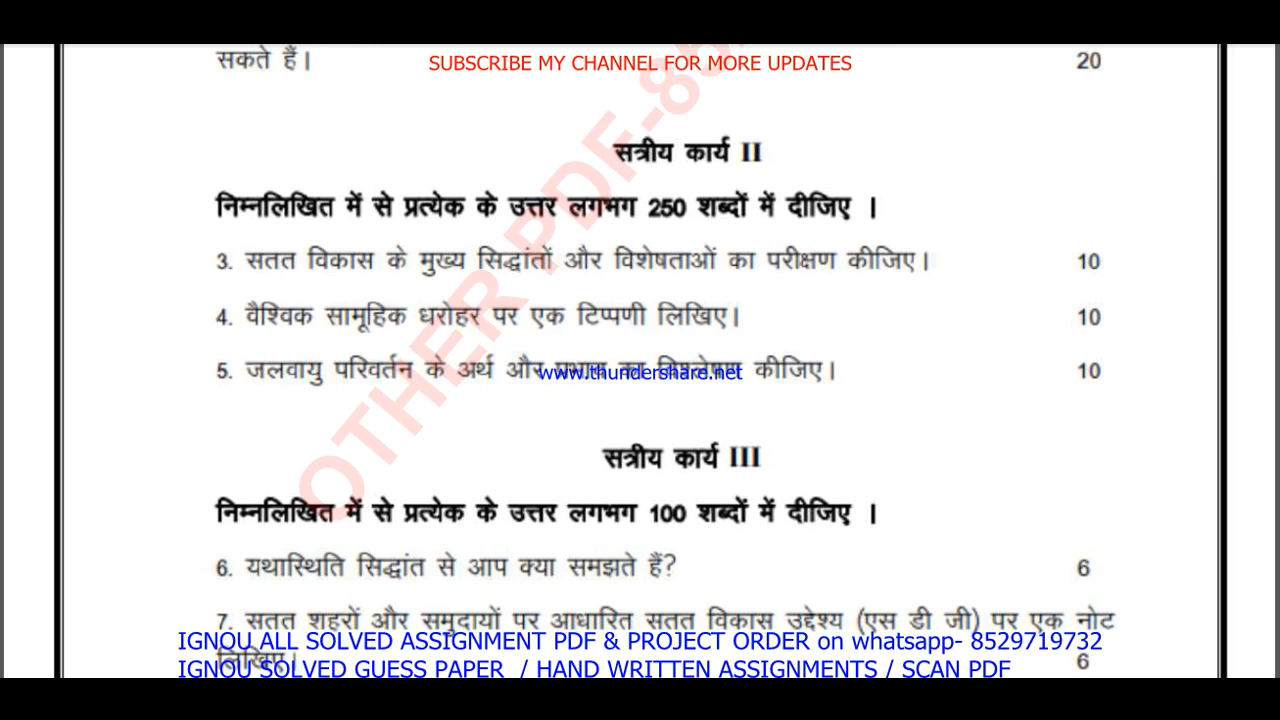 सकते हैं। 20
SUBSCRIBE MY CHANNEL FOR MORE UPDATES
सत्रीय कार्य II
निम्नलिखित में से प्रत्येक के उत्तर लगभग 250 शब्दों में दीजिए ।
3. सतत विकास के मुख्य सिद्धांतों और विशेषताओं का परीक्षण कीजिए। 10
4. वैश्विक सामूहिक धरोहर पर एक टिप्पणी लिखिए। 10
5. जलवायु परिवर्तन के अर्थ और कीजिए। 10
www.thundershare.net
सत्रीय कार्य III
निम्नलिखित में से प्रत्येक के उत्तर लगभग 100 शब्दों में दीजिए ।
6. यथास्थिति सिद्धांत से आप क्या समझते हैं? 6
7. सतत शहरों और समुदायों पर आधारित सतत विकास उद्देश्य (एस डी जी) पर एक नोट
लिखिए। 6
IGNOU ALL SOLVED ASSIGNMENT PDF & PROJECT ORDER on whatsapp- 8529719732
IGNOU SOLVED GUESS PAPER / HAND WRITTEN ASSIGNMENTS / SCAN PDF
OTHER PDF-85